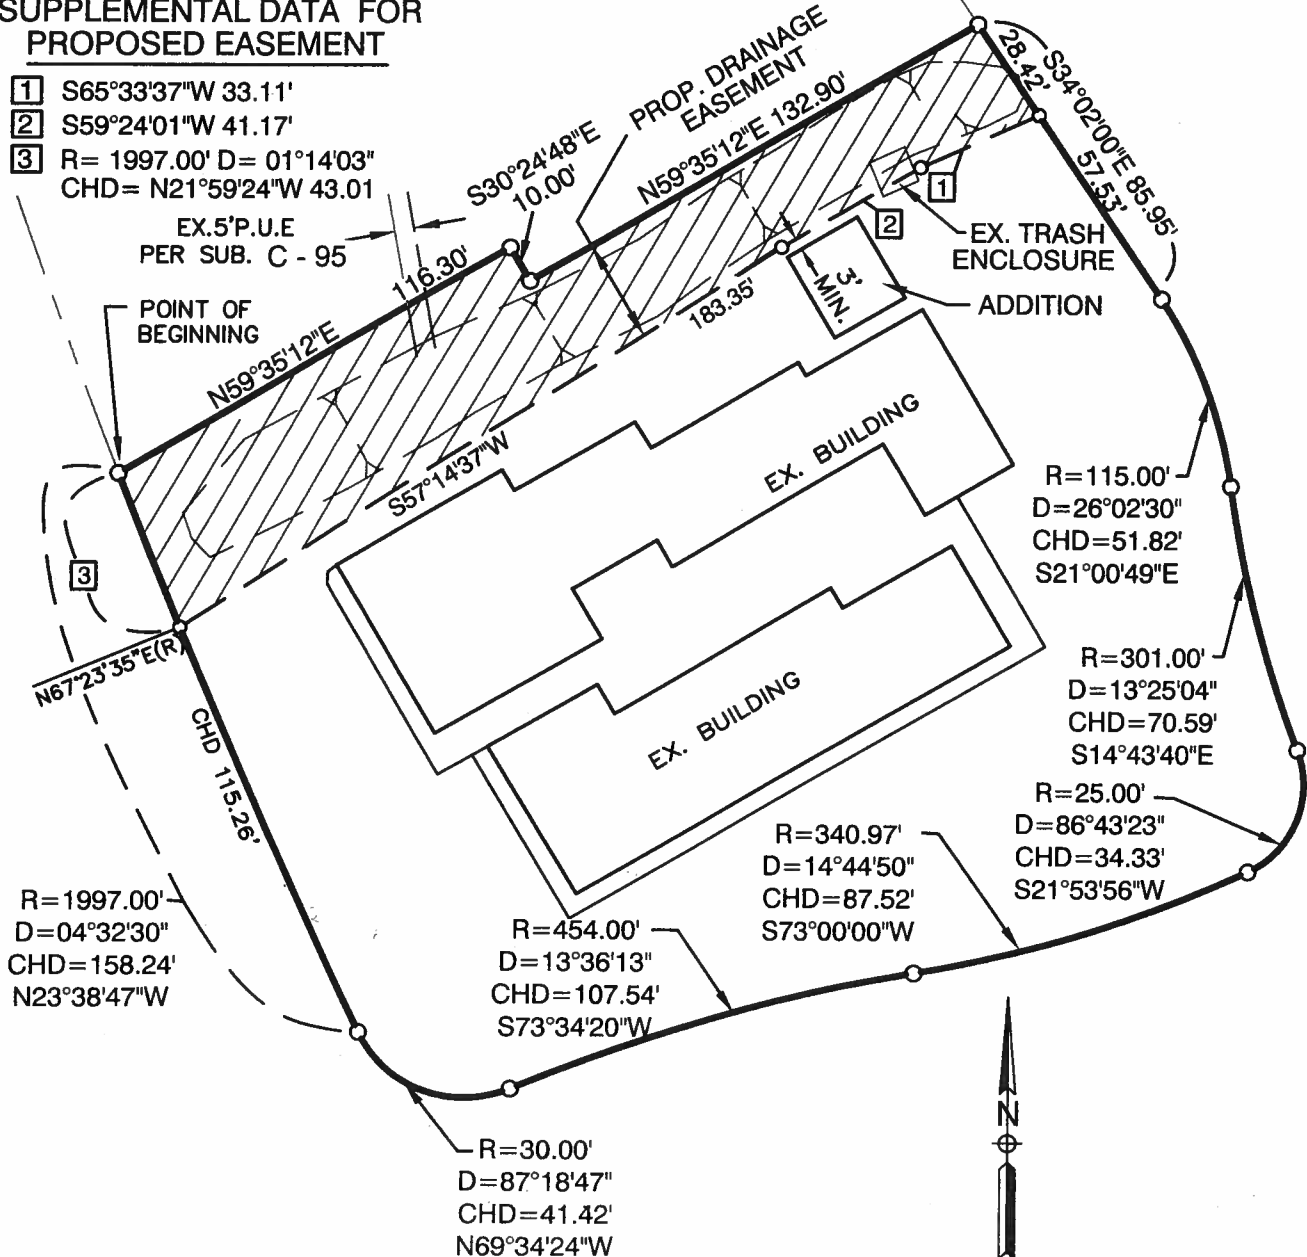 SUPPLEMENTAL DATA FOR
PROPOSED EASEMENT
1 S65°33'37"W 33.11'
2 S59°24'01"W 41.17'
3 R= 1997.00' D= 01°14'03"
CHD= N21°59'24"W 43.01
EX.5'P.U.E
PER SUB. C - 95
POINT OF
BEGINNING
N59°35'12"E
116.30'
S30°24'48"E
10.00'
PROP. DRAINAGE
EASEMENT
N59°35'12"E 132.90'
28.42'
S34°02'00"E 85.95'
57.53'
1
2
EX. TRASH
ENCLOSURE
ADDITION
3'
MIN.
183.35'
S57°14'37"W
EX. BUILDING
EX. BUILDING
3
N67°23'35"E(R)
CHD 115.26'
R=115.00'
D=26°02'30"
CHD=51.82'
S21°00'49"E
R=301.00'
D=13°25'04"
CHD=70.59'
S14°43'40"E
R=25.00'
D=86°43'23"
CHD=34.33'
S21°53'56"W
R=340.97'
D=14°44'50"
CHD=87.52'
S73°00'00"W
R=454.00'
D=13°36'13"
CHD=107.54'
S73°34'20"W
R=1997.00'
D=04°32'30"
CHD=158.24'
N23°38'47"W
R=30.00'
D=87°18'47"
CHD=41.42'
N69°34'24"W
N